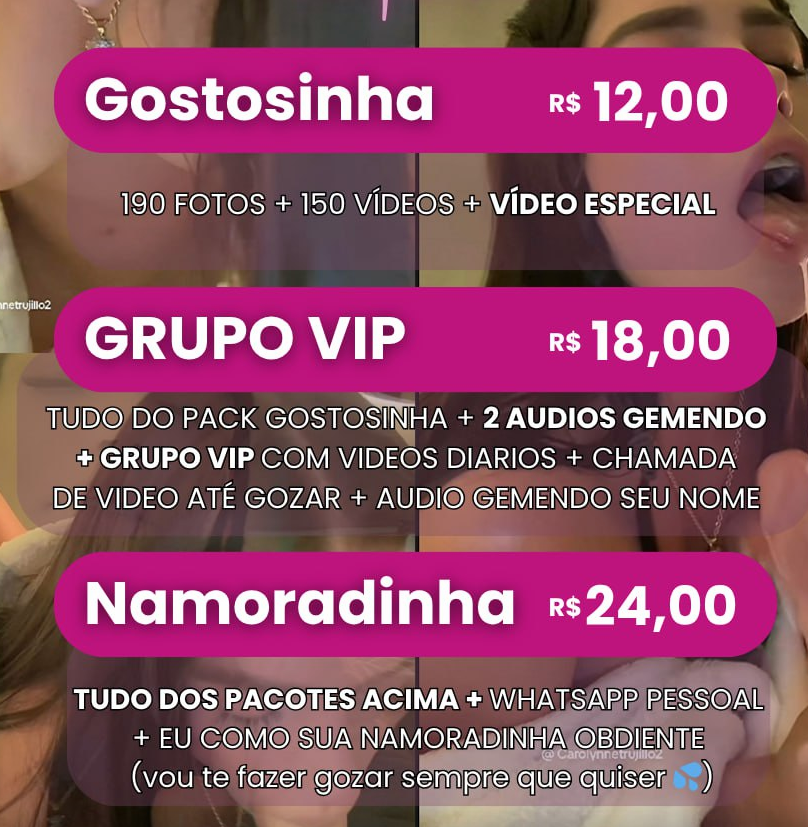 Gostosinha R$ 12,00
190 FOTOS + 150 VÍDEOS + VÍDEO ESPECIAL
nnetrujillo2
GRUPO VIP R$ 18,00
TUDO DO PACK GOSTOSINHA + 2 AUDIOS GEMENDO
+ GRUPO VIP COM VIDEOS DIARIOS + CHAMADA
DE VIDEO ATÉ GOZAR + AUDIO GEMENDO SEU NOME
Namoradinha R$ 24,00
TUDO DOS PACOTES ACIMA + WHATSAPP PESSOAL
+ EU COMO SUA NAMORADINHA OBDIENTE
@ Carolynnetrujillo2
(vou te fazer gozar sempre que quiser 💦)